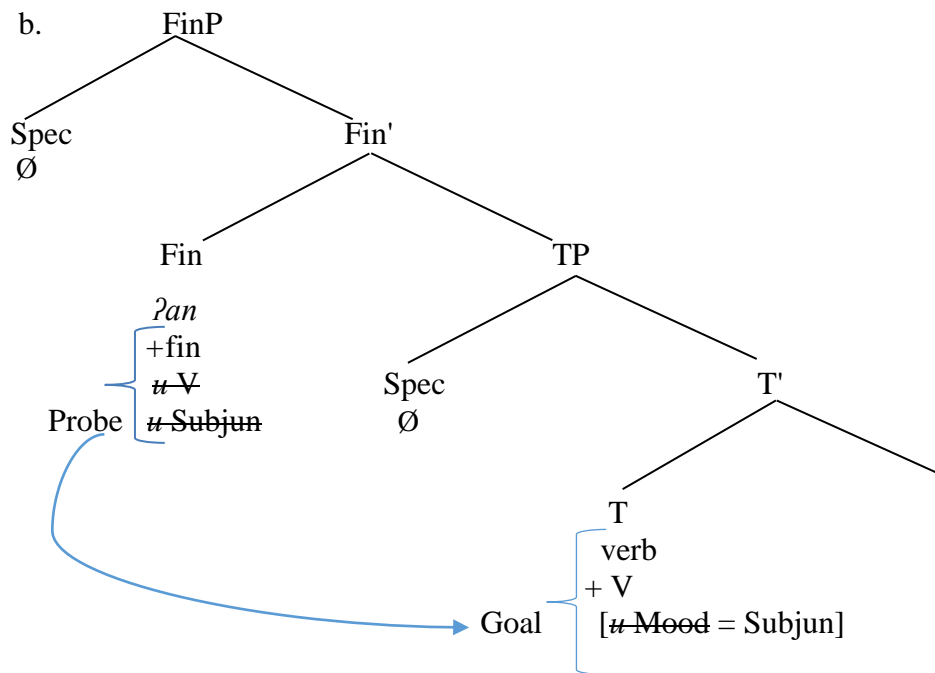 b.
FinP
Spec
Ø
Fin'
Fin
TP
ʔan
+fin
u V
Probe
u Subjun
Spec
Ø
T'
T
verb
+ V
Goal
[u Mood = Subjun]